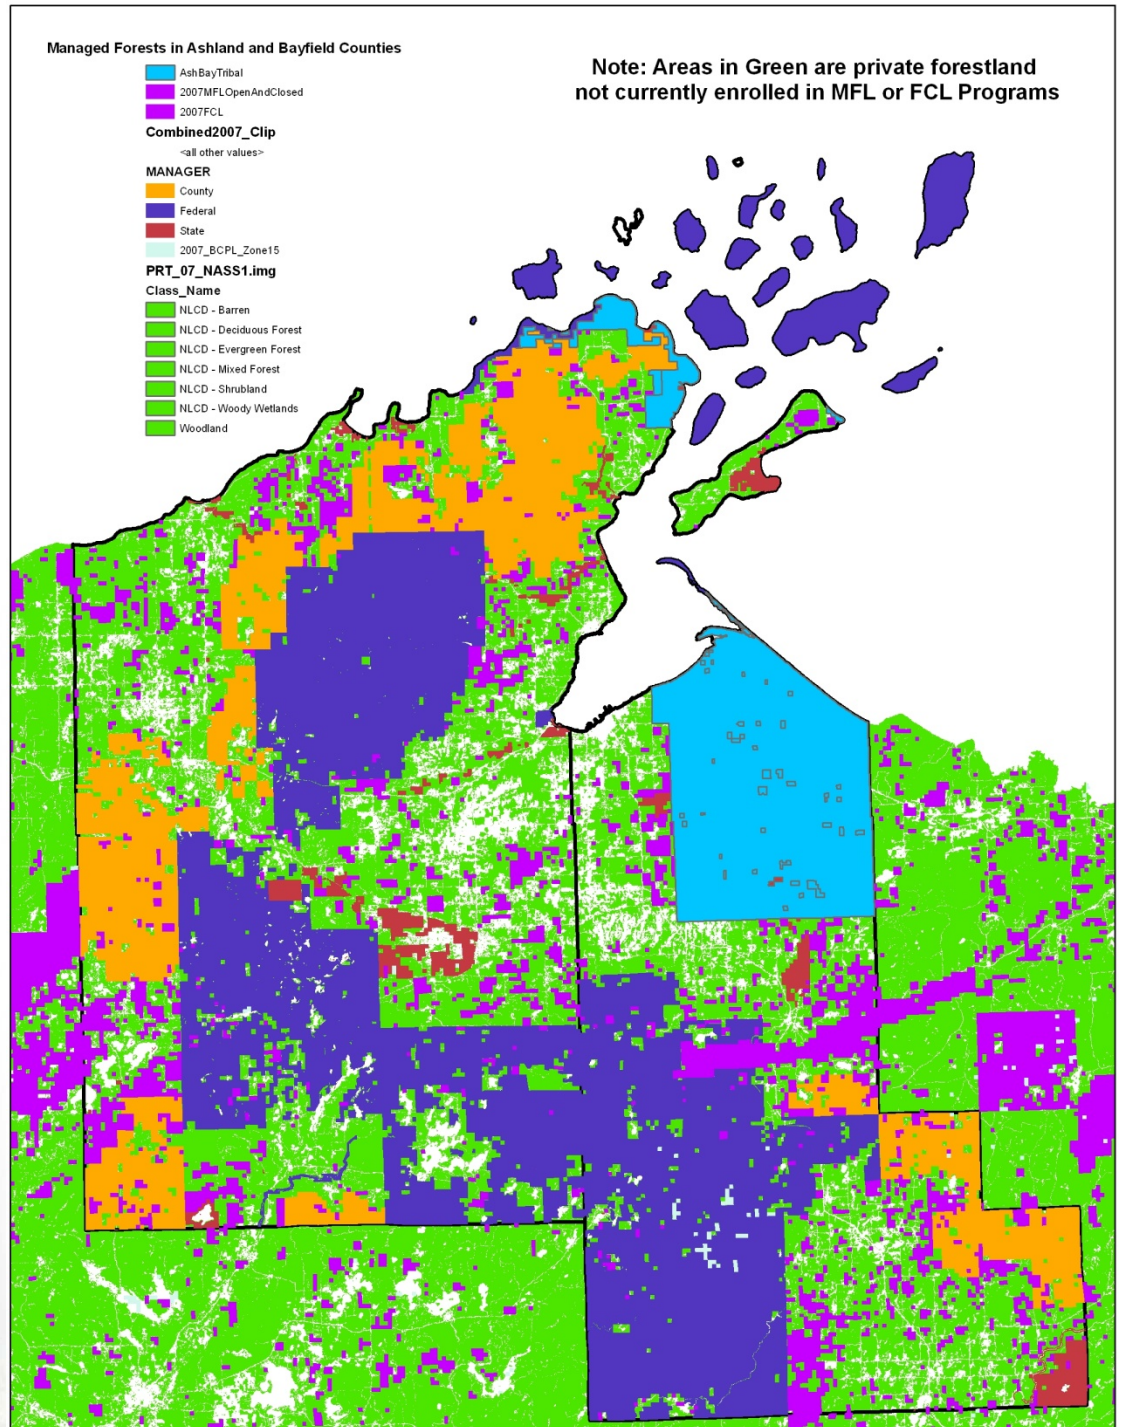 Managed Forests in Ashland and Bayfield Counties
AshBayTribal
2007MFLOpenAndClosed
2007FCL
Combined2007_Clip
<all other values>
MANAGER
County
Federal
State
2007_BCPL_Zone15
PRT_07_NASS1.img
Class_Name
NLCD - Barren
NLCD - Deciduous Forest
NLCD - Evergreen Forest
NLCD - Mixed Forest
NLCD - Shrubland
NLCD - Woody Wetlands
Woodland
Note: Areas in Green are private forestland
not currently enrolled in MFL or FCL Programs